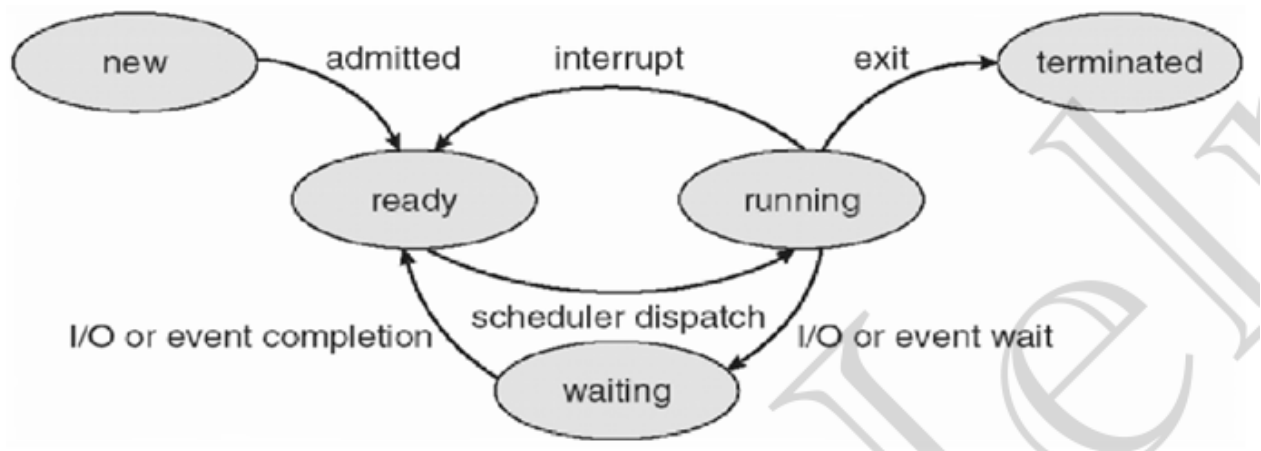 new
admitted
interrupt
exit
terminated
ready
running
I/O or event completion
scheduler dispatch
I/O or event wait
waiting